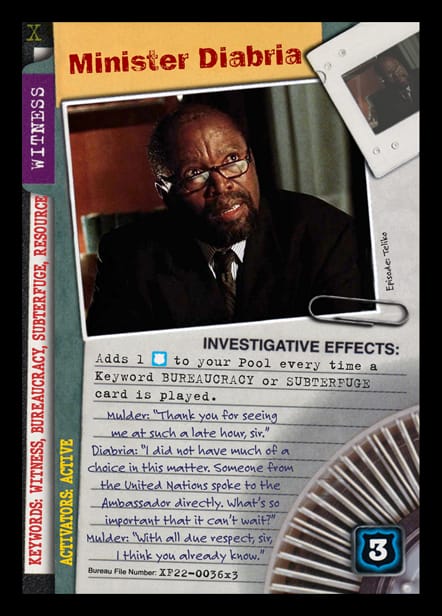 X
Minister Diabria
WITNESS
Episode: Teliko
KEYWORDS: WITNESS, BUREAUCRACY, SUBTERFUGE, RESOURCE
ACTIVATORS: ACTIVE
INVESTIGATIVE EFFECTS:
Adds 1 to your Pool every time a
Keyword BUREAUCRACY or SUBTERFUGE
card is played.
Mulder: "Thank you for seeing
me at such a late hour, sir."
Diabria: "I did not have much of a
choice in this matter. Someone from
the United Nations spoke to the
Ambassador directly. What's so
important that it can't wait?"
Mulder: "With all due respect, sir,
I think you already know."
Bureau File Number: XP22-0036x3
3